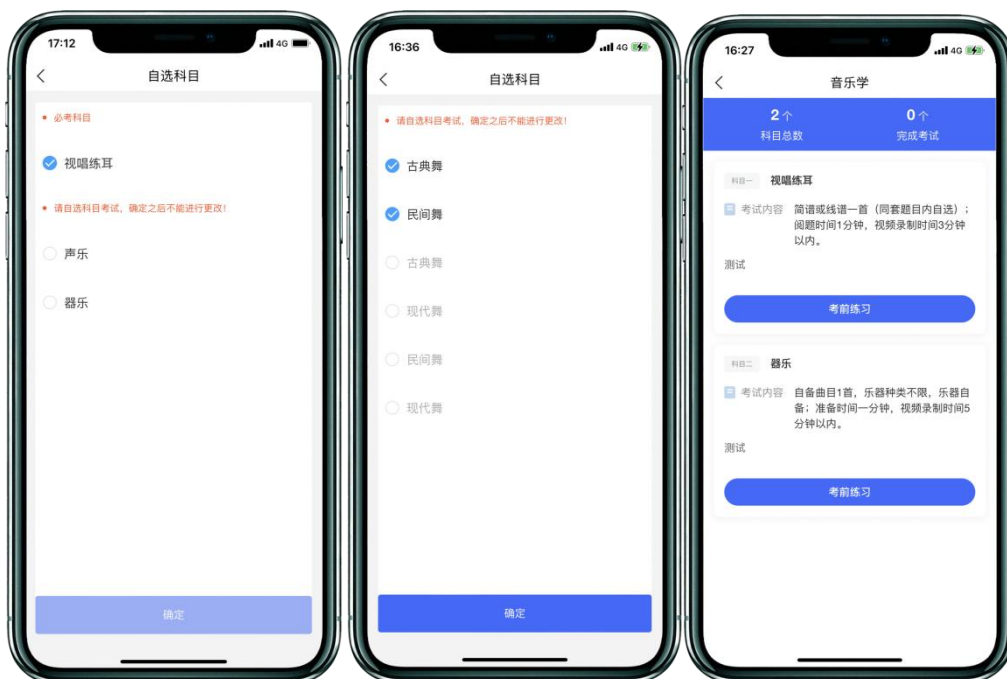 17:12
4G
自选科目
必考科目
视唱练耳
请自选科目考试，确定之后不能进行更改！
声乐
器乐
确定
16:36
4G
自选科目
请自选科目考试，确定之后不能进行更改！
古典舞
民间舞
古典舞
现代舞
民间舞
现代舞
确定
16:27
4G
音乐学
2个
0个
科目总数
完成考试
科目一 视唱练耳
考试内容 简谱或线谱一首（同套题目内自选）；
阅题时间1分钟，视频录制时间3分钟
以内。
测试
考前练习
科目二 器乐
考试内容 自备曲目1首，乐器种类不限，乐器自
备；准备时间一分钟，视频录制时间5
分钟以内。
测试
考前练习